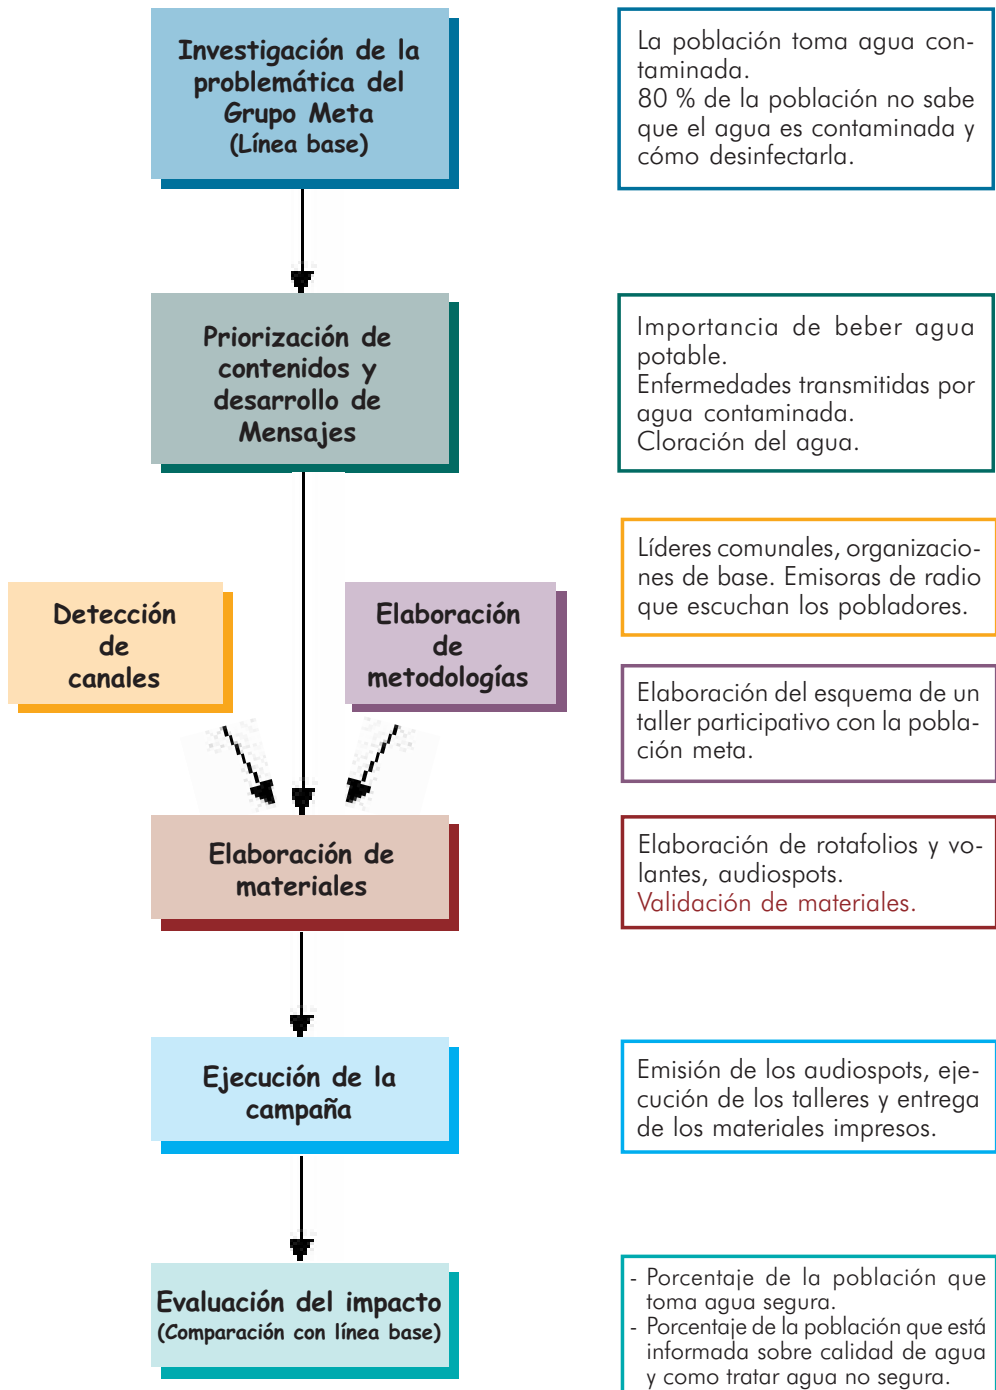 Investigación de la
problemática del
Grupo Meta
(Línea base)
La población toma agua con-
taminada.
80 % de la población no sabe
que el agua es contaminada y
cómo desinfectarla.
Priorización de
contenidos y
desarrollo de
Mensajes
Importancia de beber agua
potable.
Enfermedades transmitidas por
agua contaminada.
Cloración del agua.
Detección
de
canales
Líderes comunales, organizacio-
nes de base. Emisoras de radio
que escuchan los pobladores.
Elaboración
de
metodologías
Elaboración del esquema de un
taller participativo con la pobla-
ción meta.
Elaboración de
materiales
Elaboración de rotafolios y vo-
lantes, audiospots.
Validación de materiales.
Ejecución de la
campaña
Emisión de los audiospots, eje-
cución de los talleres y entrega
de los materiales impresos.
Evaluación del impacto
(Comparación con línea base)
- Porcentaje de la población que
toma agua segura.
- Porcentaje de la población que está
informada sobre calidad de agua
y como tratar agua no segura.